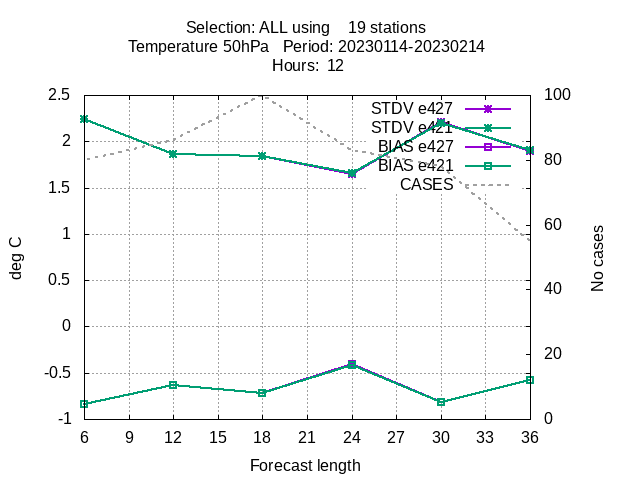 Selection: ALL using 19 stations
Temperature 50hPa Period: 20230114-20230214
Hours: 12
2.5
2
1.5
1
0.5
0
-0.5
-1
deg C
STDV e427
STDV e421
BIAS e427
BIAS e421
CASES
100
80
60
40
20
0
No cases
6 9 12 15 18 21 24 27 30 33 36
Forecast length